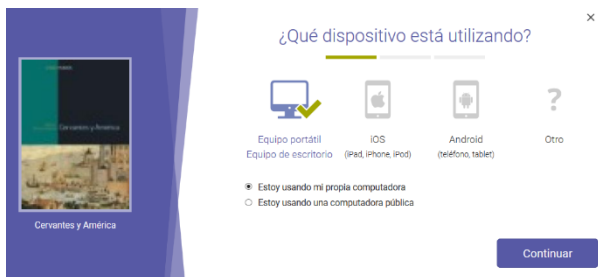 ¿Qué dispositivo está utilizando?
Equipo portátil
Equipo de escritorio
iOS
(iPad, iPhone, iPod)
Android
(teléfono, tablet)
?
Otro
Estoy usando mi propia computadora
Estoy usando una computadora pública
Continuar
Cervantes y América
Cervantes y América